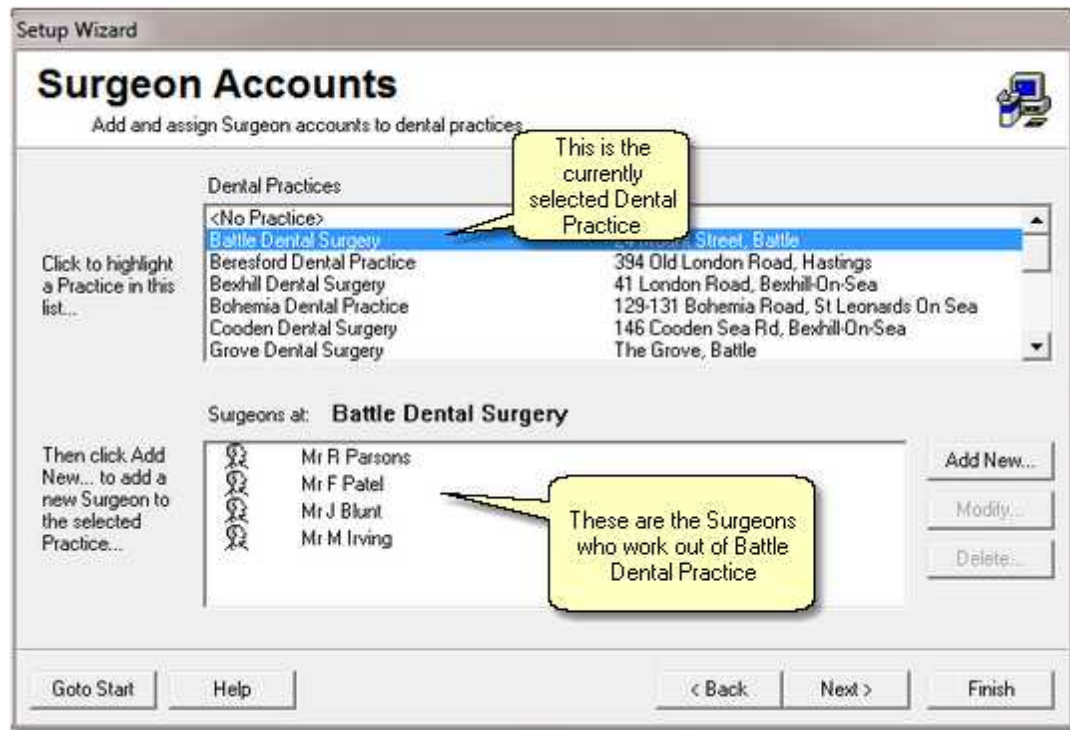 Setup Wizard
Surgeon Accounts
Add and assign Surgeon accounts to dental practices
This is the
currently
selected Dental
Practice
Dental Practices
<No Practice>
Battle Dental Surgery Street, Battle
Beresford Dental Practice 394 Old London Road, Hastings
Bexhill Dental Surgery 41 London Road, Bexhill-On-Sea
Bohemia Dental Practice 129-131 Bohemia Road, St Leonards On Sea
Cooden Dental Surgery 146 Cooden Sea Rd, Bexhill-On-Sea
Grove Dental Surgery The Grove, Battle
Click to highlight
a Practice in this
list...
Surgeons at: Battle Dental Surgery
Then click Add
New... to add a
new Surgeon to
the selected
Practice...
Mr R Parsons
Mr F Patel
Mr J Blunt
Mr M Irving
These are the Surgeons
who work out of Battle
Dental Practice
Add New...
Modify...
Delete...
Goto Start
Help
< Back
Next >
Finish